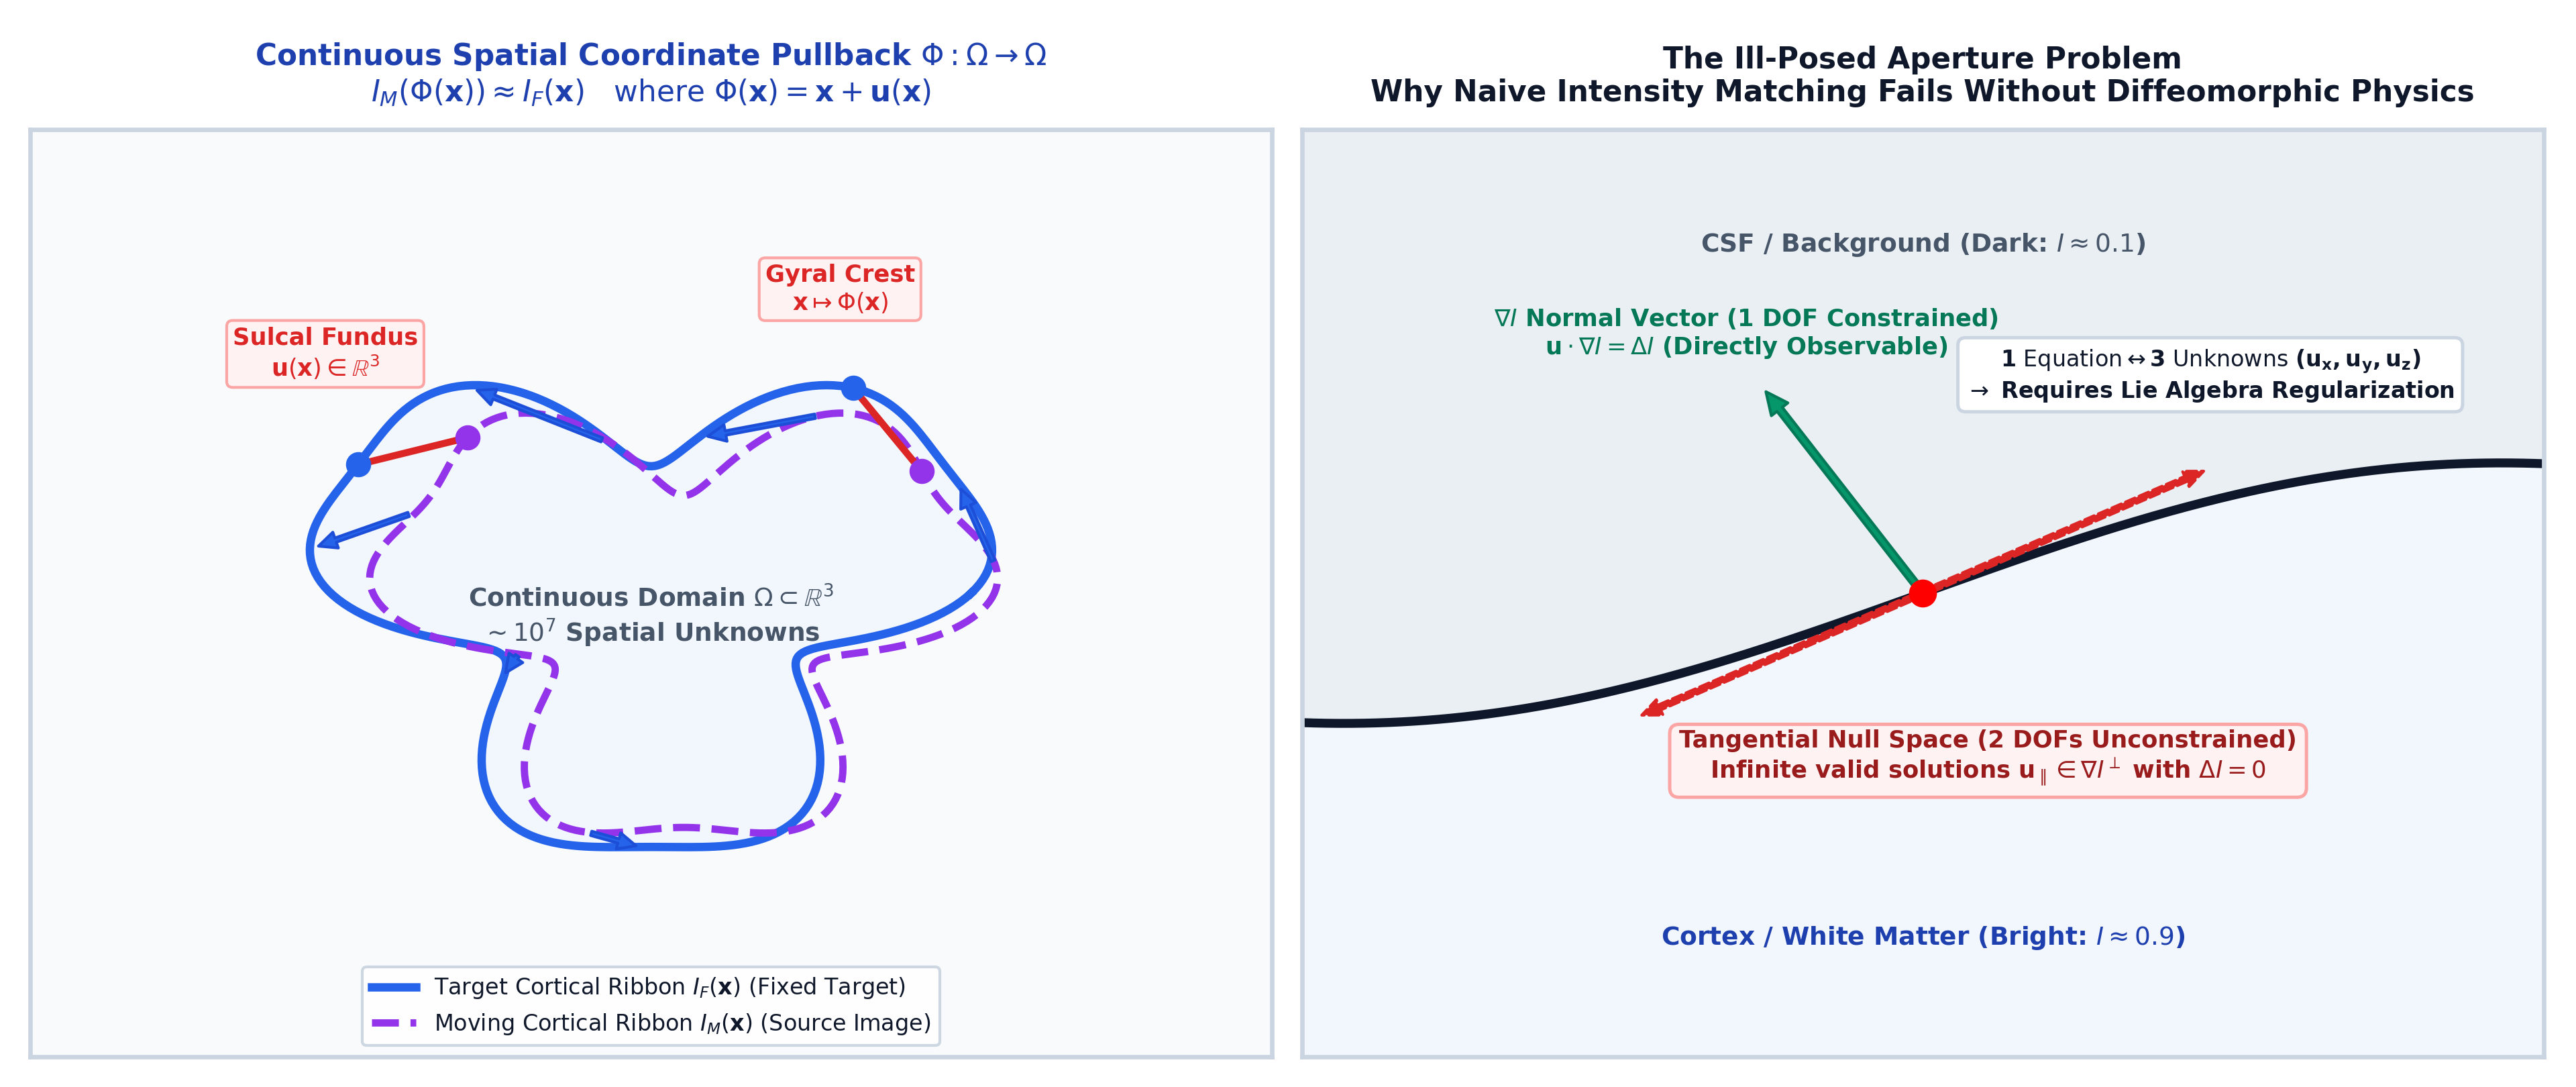 Continuous Spatial Coordinate Pullback Φ : Ω → Ω
I_M(Φ(x)) ≈ I_F(x) where Φ(x) = x + u(x)
Gyral Crest
x ↦ Φ(x)
Sulcal Fundus
u(x) ∈ ℝ³
Continuous Domain Ω ⊂ ℝ³
~ 10⁷ Spatial Unknowns
Target Cortical Ribbon I_F(x) (Fixed Target)
Moving Cortical Ribbon I_M(x) (Source Image)
The Ill-Posed Aperture Problem
Why Naive Intensity Matching Fails Without Diffeomorphic Physics
CSF / Background (Dark: I ≈ 0.1)
∇I Normal Vector (1 DOF Constrained)
u · ∇I = ΔI (Directly Observable)
1 Equation ↔ 3 Unknowns (u_x, u_y, u_z)
→ Requires Lie Algebra Regularization
Tangential Null Space (2 DOFs Unconstrained)
Infinite valid solutions u_∥ ∈ ∇I^⊥ with ΔI = 0
Cortex / White Matter (Bright: I ≈ 0.9)